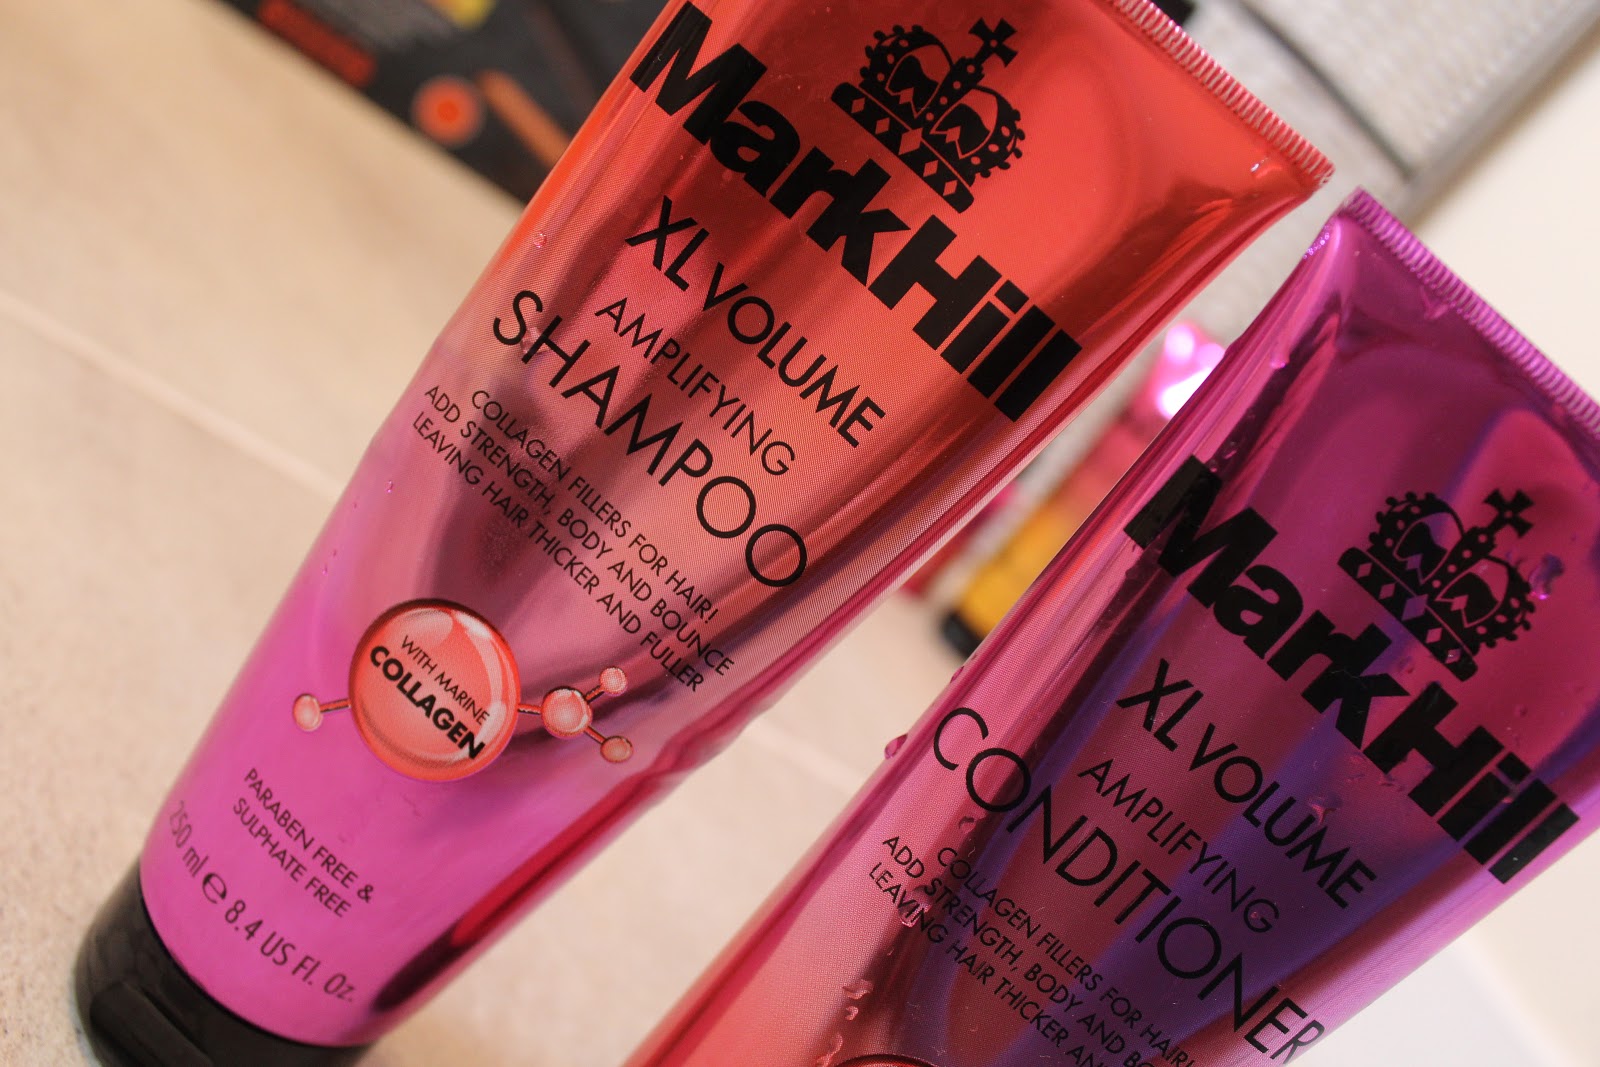 MarkHill
XL VOLUME
AMPLIFYING
SHAMPOO
COLLAGEN FILLERS FOR HAIR!
ADD STRENGTH, BODY AND BOUNCE
LEAVING HAIR THICKER AND FULLER
WITH MARINE
COLLAGEN
PARABEN FREE &
SULPHATE FREE
250 ml e 8.4 US Fl. Oz.
MarkHill
XL VOLUME
AMPLIFYING
CONDITIONER
COLLAGEN FILLERS FOR HAIR!
ADD STRENGTH, BODY AND BO
LEAVING HAIR THICKER AN